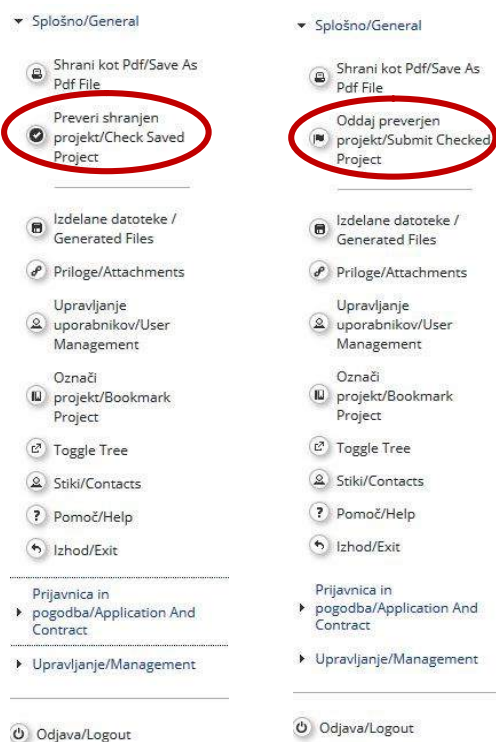 Splošno/General
Shrani kot Pdf/Save As
Pdf File
Preveri shranjen
projekt/Check Saved
Project
Izdelane datoteke /
Generated Files
Priloge/Attachments
Upravljanje
uporabnikov/User
Management
Označi
projekt/Bookmark
Project
Toggle Tree
Stiki/Contacts
Pomoč/Help
Izhod/Exit
Prijavnica in
pogodba/Application And
Contract
Upravljanje/Management
Odjava/Logout
Splošno/General
Shrani kot Pdf/Save As
Pdf File
Oddaj preverjen
projekt/Submit Checked
Project
Izdelane datoteke /
Generated Files
Priloge/Attachments
Upravljanje
uporabnikov/User
Management
Označi
projekt/Bookmark
Project
Toggle Tree
Stiki/Contacts
Pomoč/Help
Izhod/Exit
Prijavnica in
pogodba/Application And
Contract
Upravljanje/Management
Odjava/Logout